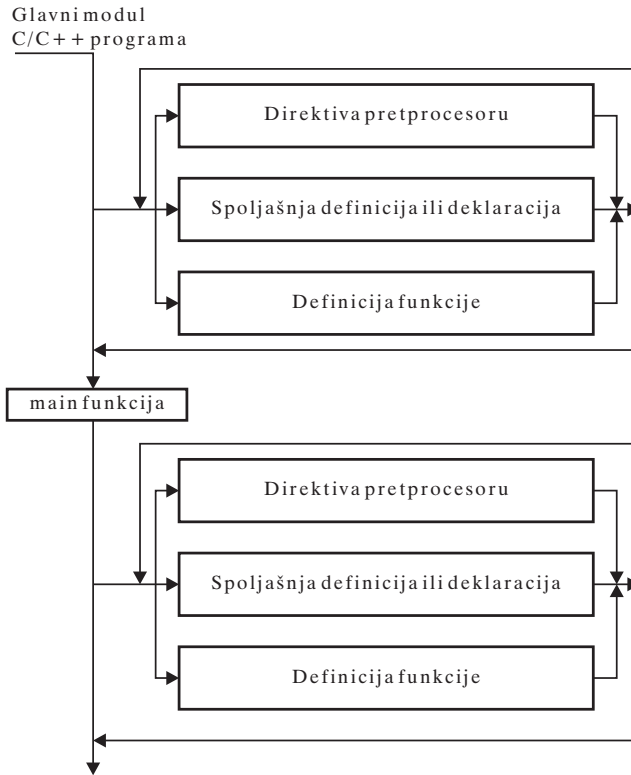 Glavni modul
C/C++ programa
Direktiva pretprocesoru
Spoljašnja definicija ili deklaracija
Definicija funkcije
main funkcija
Direktiva pretprocesoru
Spoljašnja definicija ili deklaracija
Definicija funkcije